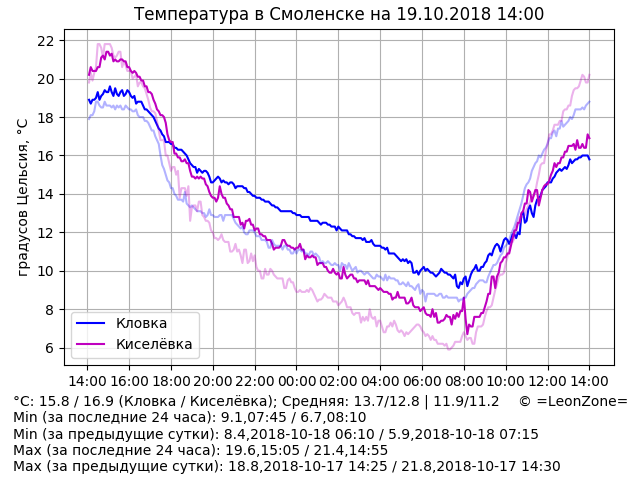 Температура в Смоленске на 19.10.2018 14:00
градусов Цельсия, °C
22
20
18
16
14
12
10
8
6
Кловка
Киселёвка
14:00 16:00 18:00 20:00 22:00 00:00 02:00 04:00 06:00 08:00 10:00 12:00 14:00
°C: 15.8 / 16.9 (Кловка / Киселёвка); Средняя: 13.7/12.8 | 11.9/11.2 © =LeonZone=
Min (за последние 24 часа): 9.1,07:45 / 6.7,08:10
Min (за предыдущие сутки): 8.4,2018-10-18 06:10 / 5.9,2018-10-18 07:15
Max (за последние 24 часа): 19.6,15:05 / 21.4,14:55
Max (за предыдущие сутки): 18.8,2018-10-17 14:25 / 21.8,2018-10-17 14:30